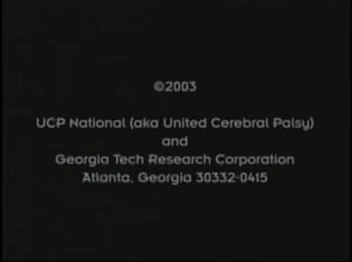 ©2003
UCP National (aka United Cerebral Palsy)
and
Georgia Tech Research Corporation
Atlanta, Georgia 30332-0415